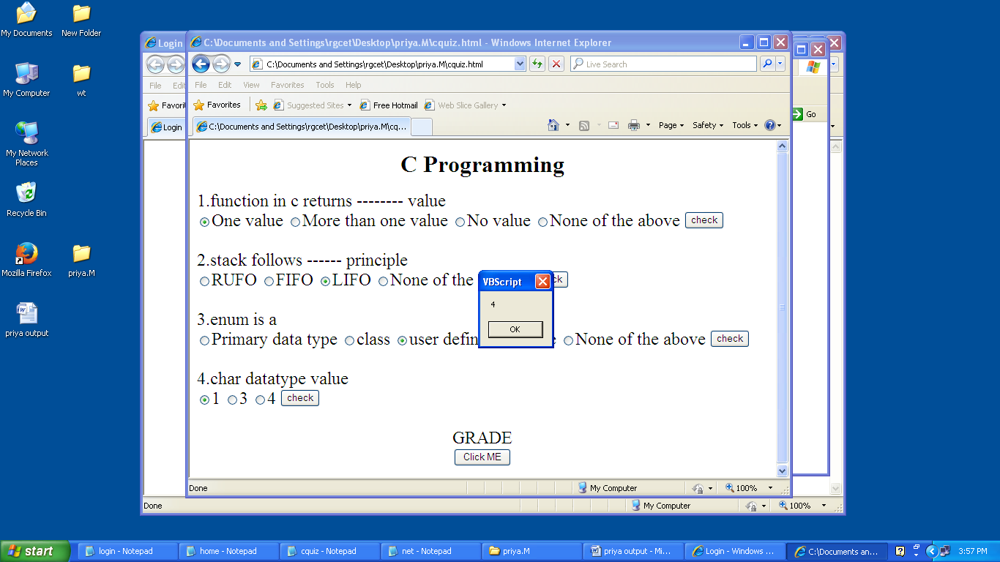 My Documents
New Folder
My Computer
wt
My Network
Places
Recycle Bin
Mozilla Firefox
priya.M
priya output
Login
C:\Documents and Settings\rgcet\Desktop\priya.M\cquiz.html - Windows Internet Explorer
C:\Documents and Settings\rgcet\Desktop\priya.M\cquiz.html
Live Search
File
File Edit View Favorites Tools Help
Favorites Suggested Sites Free Hotmail Web Slice Gallery
Go
Login
C:\Documents and Settings\rgcet\Desktop\priya.M\cq...
Page Safety Tools
C Programming
1.function in c returns -------- value
One value More than one value No value None of the above check
2.stack follows ------ principle
RUFO FIFO LIFO None of the
3.enum is a
Primary data type class user defin None of the above check
4.char datatype value
1 3 4 check
GRADE
Click ME
VBScript
4
OK
Done My Computer 100%
Done My Computer 100%
start login - Notepad home - Notepad cquiz - Notepad net - Notepad priya.M priya output - Mi... Login - Windows ... C:\Documents an... 3:57 PM